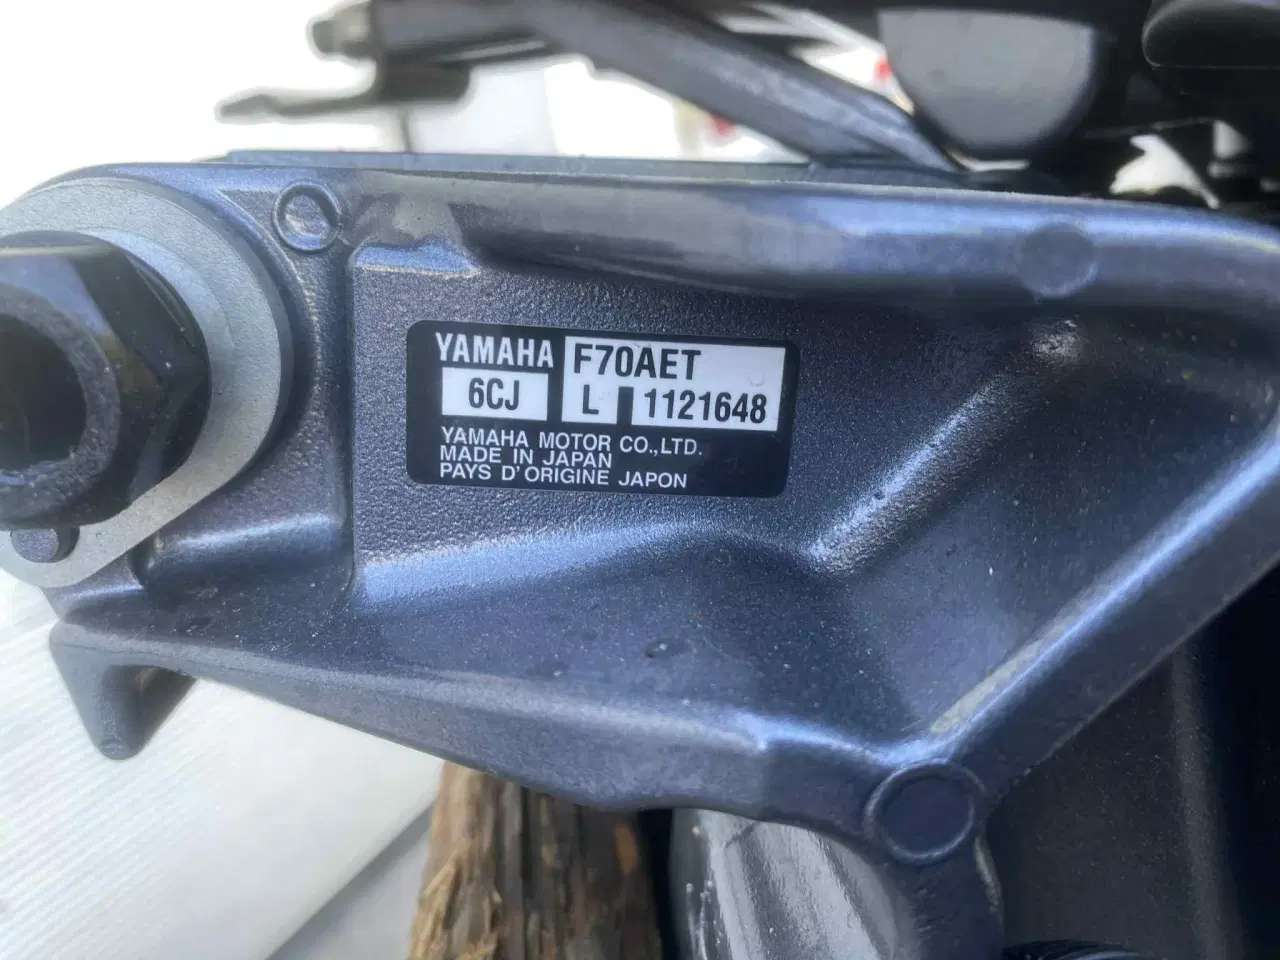 YAMAHA F70AET
6CJ L 1121648
YAMAHA MOTOR CO.,LTD.
MADE IN JAPAN
PAYS D'ORIGINE JAPON